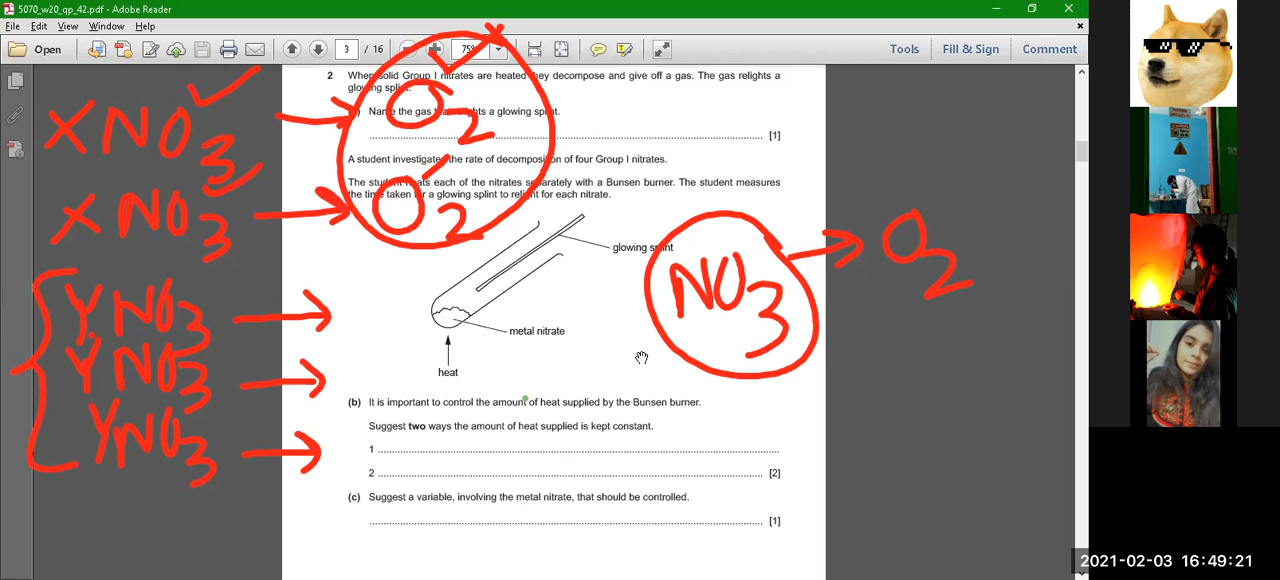 5070_w20_qp_42.pdf - Adobe Reader
File Edit View Window Help
Open 3 / 16 75% Tools Fill & Sign Comment
2 When solid Group I nitrates are heated they decompose and give off a gas. The gas relights a
glowing splint.
Name the gas that relights a glowing splint.
[1]
A student investigates the rate of decomposition of four Group I nitrates.
The student heats each of the nitrates separately with a Bunsen burner. The student measures
the time taken for a glowing splint to relight for each nitrate.
glowing splint
metal nitrate
heat
(b) It is important to control the amount of heat supplied by the Bunsen burner.
Suggest two ways the amount of heat supplied is kept constant.
1
2 [2]
(c) Suggest a variable, involving the metal nitrate, that should be controlled.
[1]
XNO3
O2
XNO3
O2
YNO3
YNO3
YNO3
NO3
O2
2021-02-03 16:49:21